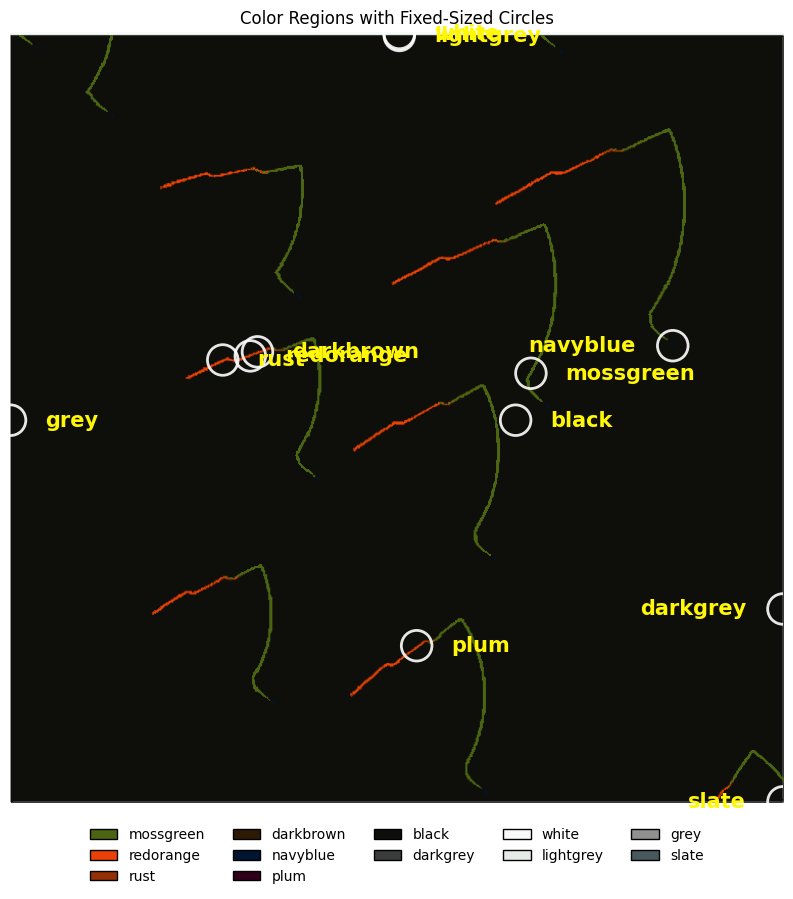 Color Regions with Fixed-Sized Circles
white
lightgrey
navyblue
darkbrown
redorange
rust
mossgreen
grey
black
darkgrey
plum
slate
mossgreen
redorange
rust
darkbrown
navyblue
plum
black
darkgrey
white
lightgrey
grey
slate